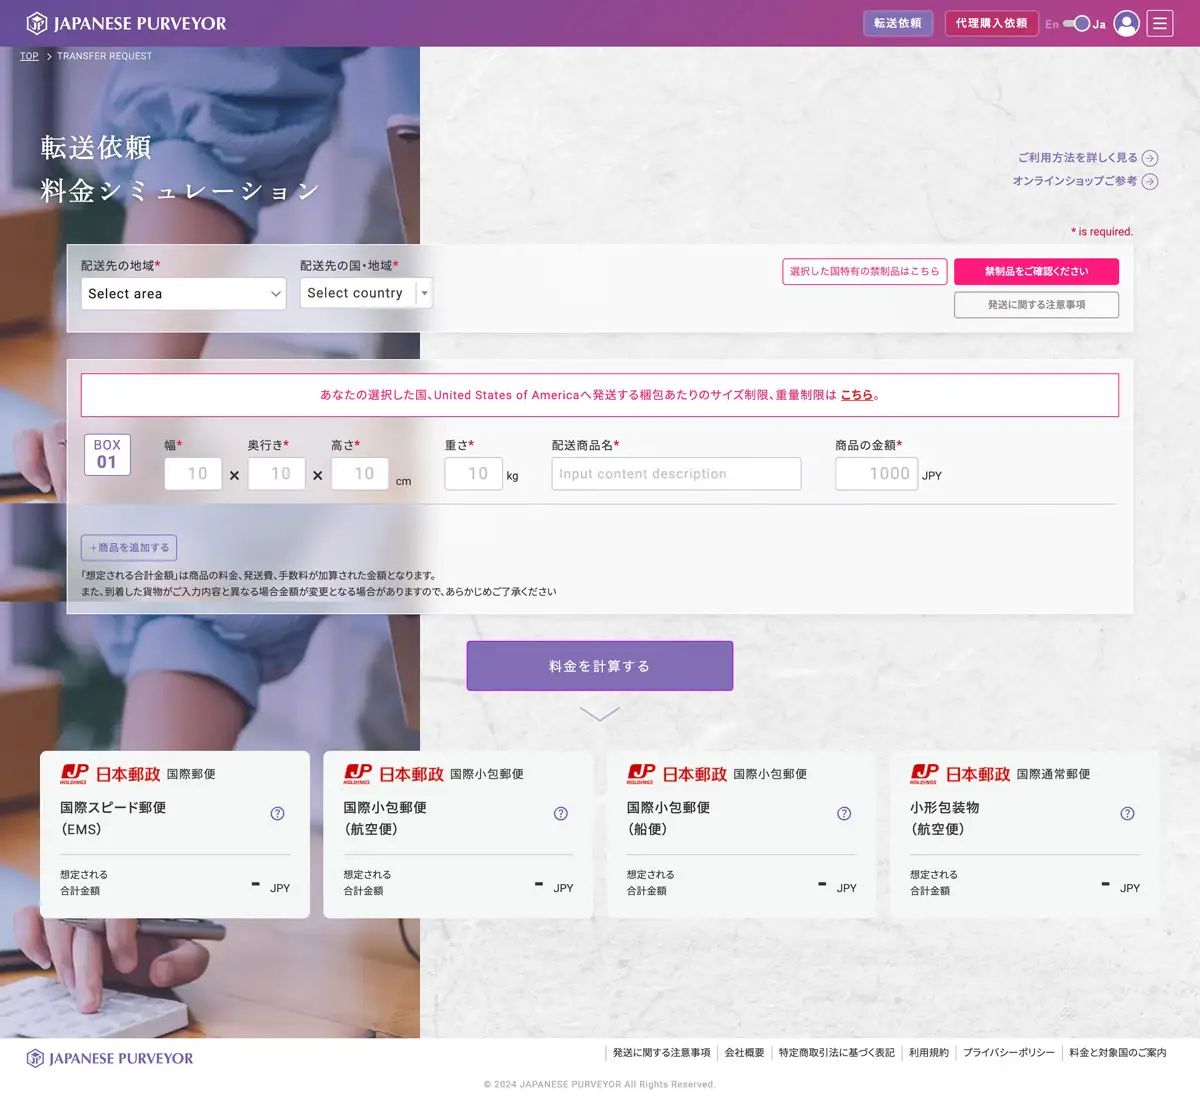 JAPANESE PURVEYOR
転送依頼
代理購入依頼
En
Ja
TOP
TRANSFER REQUEST
転送依頼
料金シミュレーション
ご利用方法を詳しく見る
オンラインショップご参考
* is required.
配送先の地域*
配送先の国・地域*
Select area
Select country
選択した国特有の禁制品はこちら
禁制品をご確認ください
発送に関する注意事項
あなたの選択した国、United States of Americaへ発送する梱包あたりのサイズ制限、重量制限は こちら。
BOX
01
幅*
奥行き*
高さ*
重さ*
配送商品名*
商品の金額*
10 × 10 × 10 cm
10 kg
Input content description
1000 JPY
+商品を追加する
「想定される合計金額」は商品の料金、発送費、手数料が加算された金額となります。
また、到着した貨物がご入力内容と異なる場合金額が変更となる場合がありますので、あらかじめご了承ください
料金を計算する
JP HOLDINGS 日本郵政 国際郵便
国際スピード郵便
（EMS）
?
想定される
合計金額
- JPY
JP HOLDINGS 日本郵政 国際小包郵便
国際小包郵便
（航空便）
?
想定される
合計金額
- JPY
JP HOLDINGS 日本郵政 国際小包郵便
国際小包郵便
（船便）
?
想定される
合計金額
- JPY
JP HOLDINGS 日本郵政 国際通常郵便
小形包装物
（航空便）
?
想定される
合計金額
- JPY
JAPANESE PURVEYOR
発送に関する注意事項
会社概要
特定商取引法に基づく表記
利用規約
プライバシーポリシー
料金と対象国のご案内
© 2024 JAPANESE PURVEYOR All Rights Reserved.